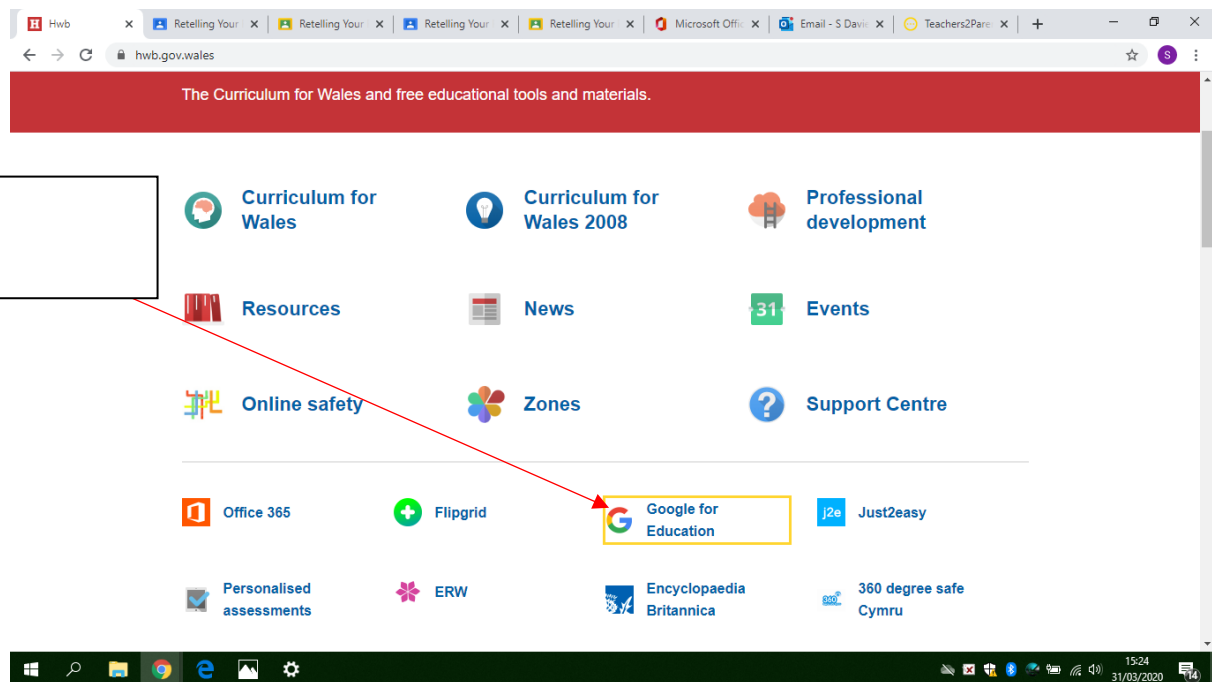 H Hwb
Retelling Your
Retelling Your
Retelling Your
Retelling Your
Microsoft Offic
Email - S Davie
Teachers2Pare
hwb.gov.wales
S
The Curriculum for Wales and free educational tools and materials.
Curriculum for
Wales
Curriculum for
Wales 2008
Professional
development
Resources
News
31
Events
Online safety
Zones
?
Support Centre
Office 365
Flipgrid
G
Google for
Education
j2e
Just2easy
Personalised
assessments
ERW
Encyclopaedia
Britannica
360
360 degree safe
Cymru
15:24
31/03/2020
14